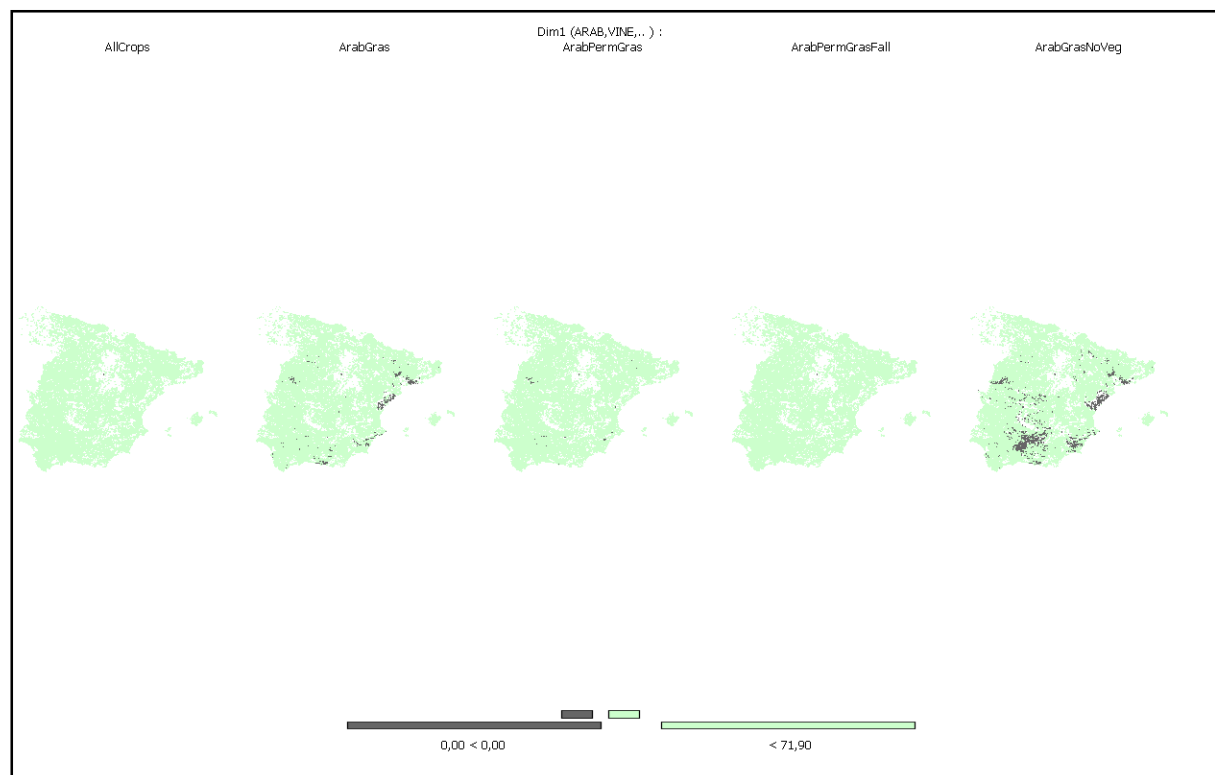 Dim1 (ARAB,VINE,.. ) :
AllCrops ArabGras ArabPermGras ArabPermGrasFall ArabGrasNoVeg
0,00 < 0,00 < 71,90